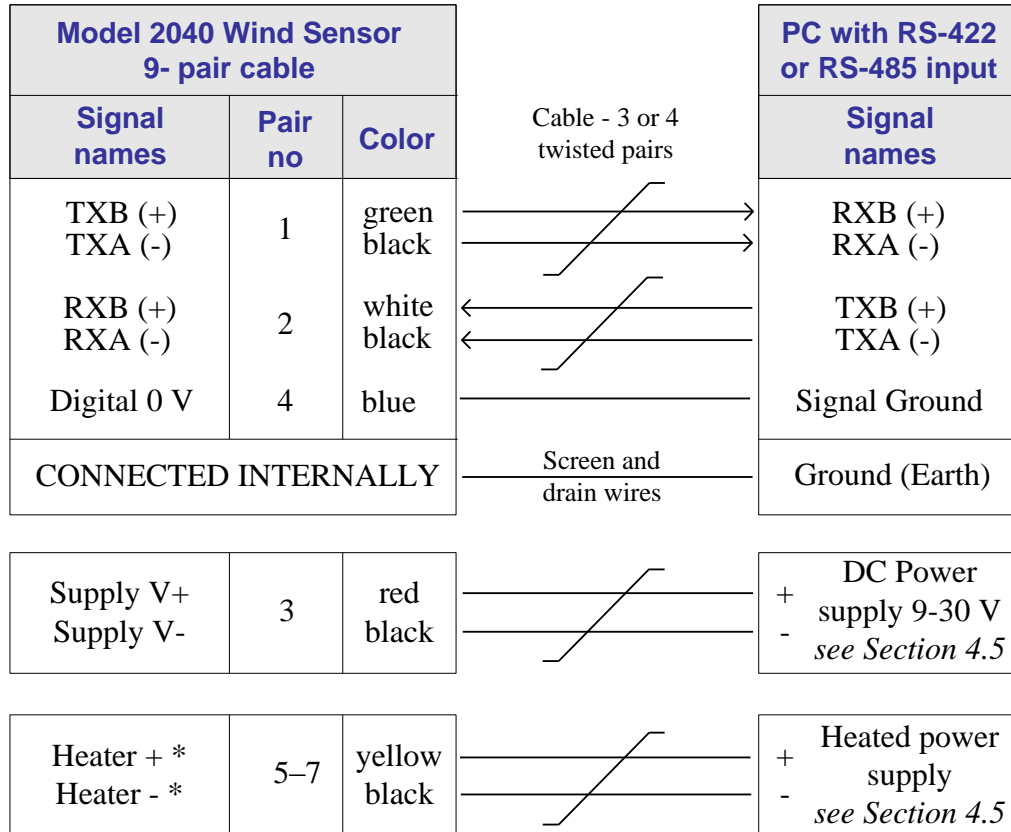 Model 2040 Wind Sensor
9- pair cable
PC with RS-422
or RS-485 input
Signal
names
Pair
no
Color
Cable - 3 or 4
twisted pairs
Signal
names
TXB (+)
TXA (-)
1
green
black
RXB (+)
RXA (-)
RXB (+)
RXA (-)
2
white
black
TXB (+)
TXA (-)
Digital 0 V
4
blue
Signal Ground
CONNECTED INTERNALLY
Screen and
drain wires
Ground (Earth)
Supply V+
Supply V-
3
red
black
+
-
DC Power
supply 9-30 V
see Section 4.5
Heater + *
Heater - *
5–7
yellow
black
+
-
Heated power
supply
see Section 4.5